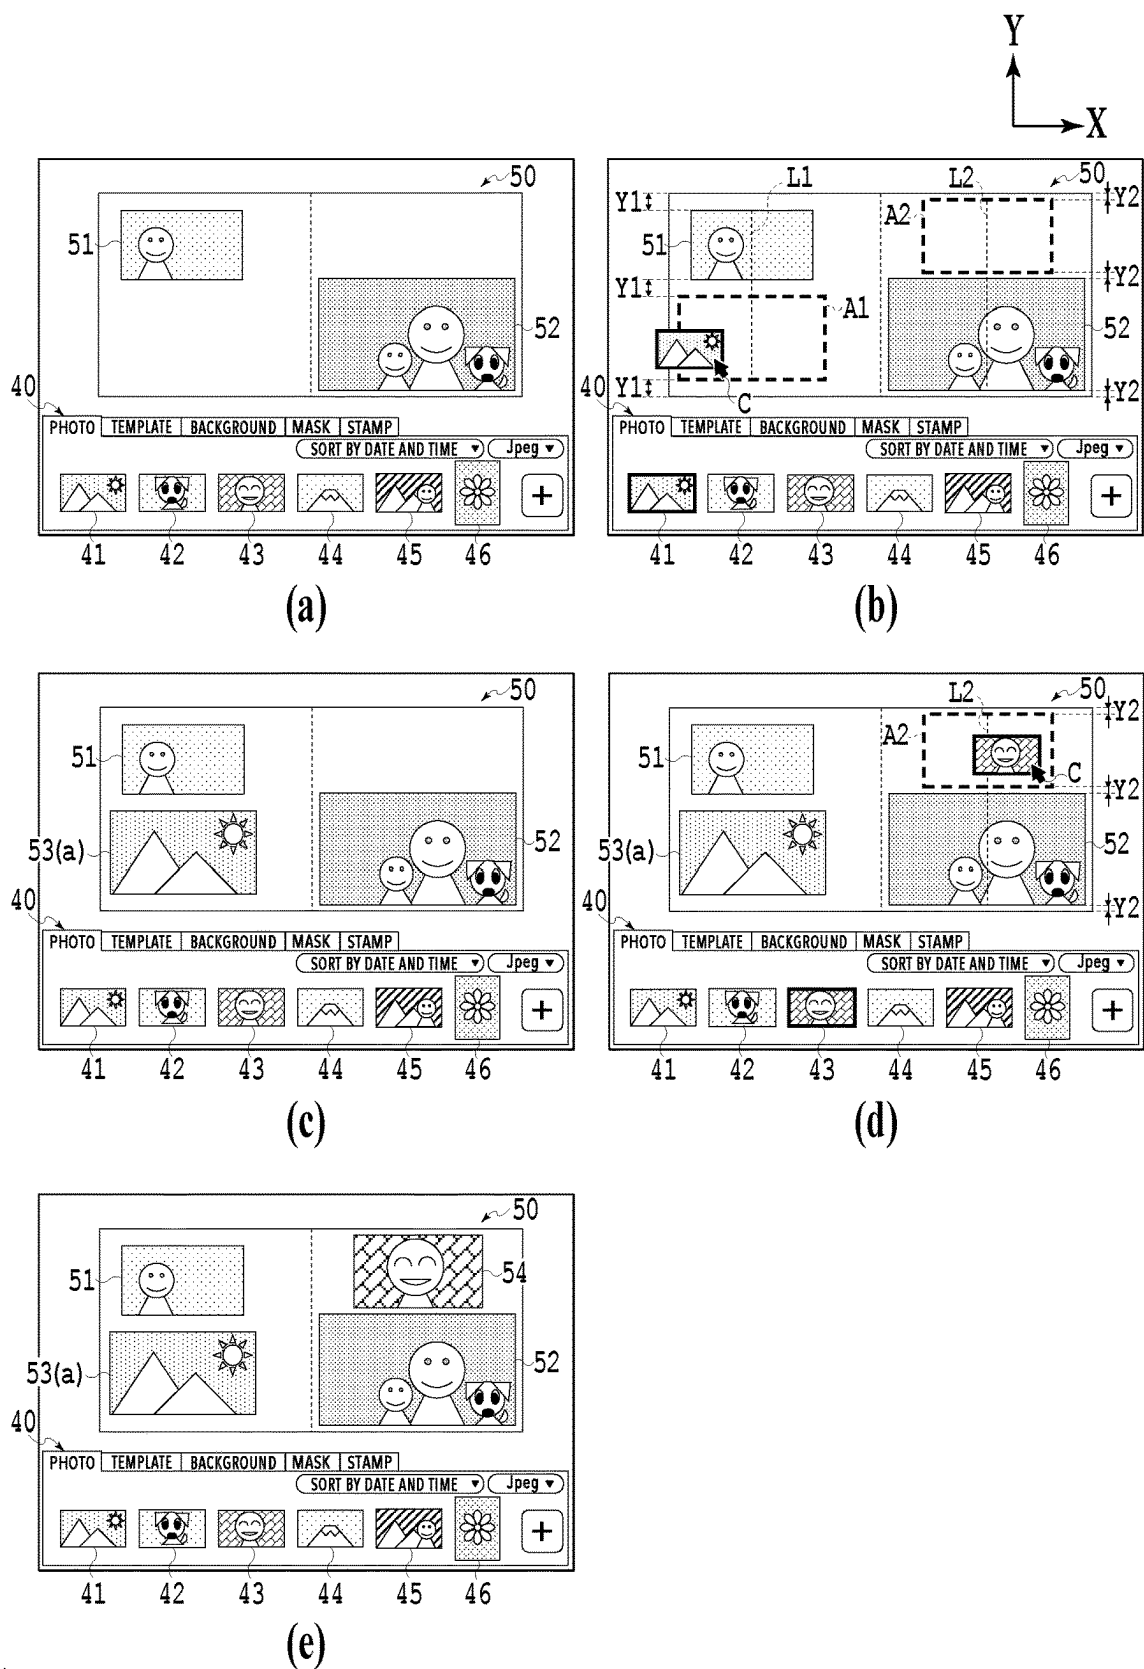 Y
X
50
51
52
40
PHOTO TEMPLATE BACKGROUND MASK STAMP
SORT BY DATE AND TIME ▼ Jpeg ▼
+
41 42 43 44 45 46
(a)
L1 L2 50
Y1 Y2
A2
51
Y1 Y2
A1 52
40 Y1 C Y2
PHOTO TEMPLATE BACKGROUND MASK STAMP
SORT BY DATE AND TIME ▼ Jpeg ▼
+
41 42 43 44 45 46
(b)
50
51
53(a) 52
40
PHOTO TEMPLATE BACKGROUND MASK STAMP
SORT BY DATE AND TIME ▼ Jpeg ▼
+
41 42 43 44 45 46
(c)
L2 50
Y2
A2
51 C Y2
53(a) 52
40 Y2
PHOTO TEMPLATE BACKGROUND MASK STAMP
SORT BY DATE AND TIME ▼ Jpeg ▼
+
41 42 43 44 45 46
(d)
50
51 54
53(a) 52
40
PHOTO TEMPLATE BACKGROUND MASK STAMP
SORT BY DATE AND TIME ▼ Jpeg ▼
+
41 42 43 44 45 46
(e)